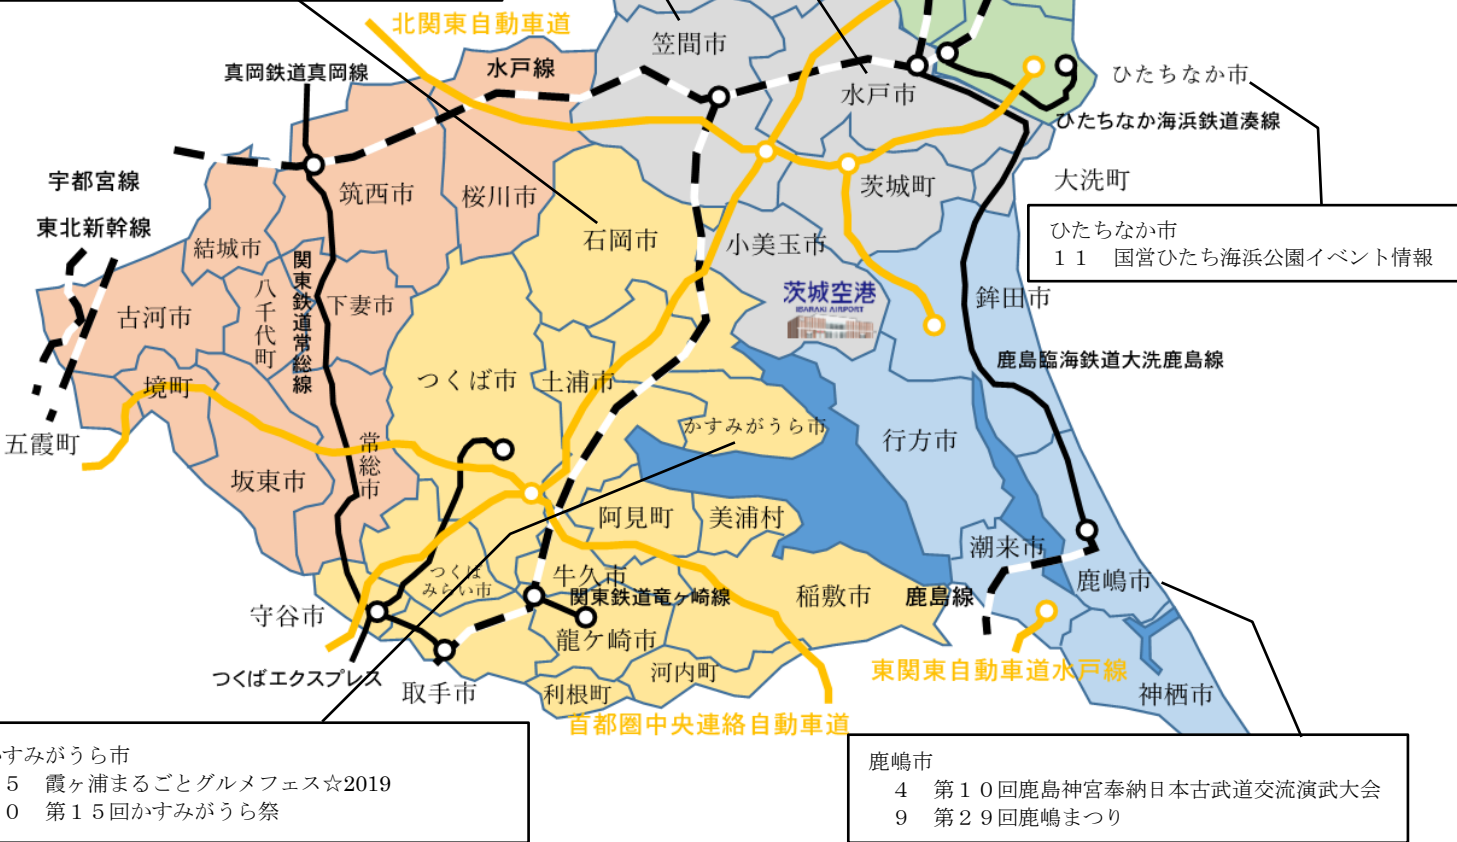 北関東自動車道
笠間市
真岡鉄道真岡線
水戸線
ひたちなか市
水戸市
ひたちなか海浜鉄道湊線
宇都宮線
筑西市
桜川市
茨城町
大洗町
東北新幹線
結城市
石岡市
小美玉市
ひたちなか市
11 国営ひたち海浜公園イベント情報
関東鉄道常総線
八千代町
下妻市
古河市
茨城空港
IBARAKI AIRPORT
鉾田市
鹿島臨海鉄道大洗鹿島線
境町
つくば市
土浦市
かすみがうら市
行方市
五霞町
常総市
坂東市
阿見町
美浦村
潮来市
つくば
みらい市
牛久市
鹿嶋市
守谷市
関東鉄道竜ヶ崎線
稲敷市
鹿島線
龍ケ崎市
つくばエクスプレス
取手市
河内町
利根町
東関東自動車道水戸線
神栖市
首都圏中央連絡自動車道
すみがうら市
5 霞ヶ浦まるごとグルメフェス☆2019
0 第15回かすみがうら祭
鹿嶋市
4 第10回鹿島神宮奉納日本古武道交流演武大会
9 第29回鹿嶋まつり